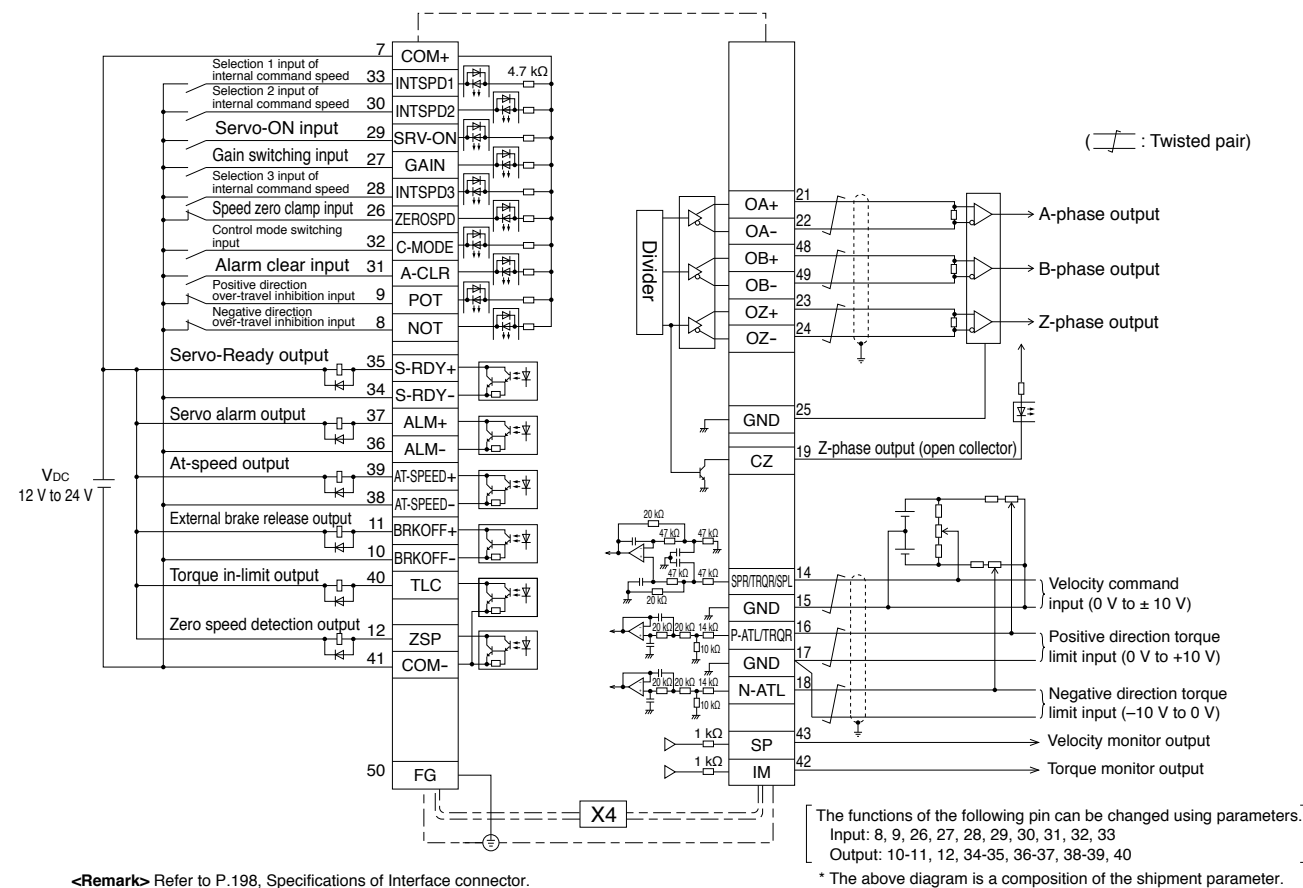 7 COM+
Selection 1 input of
internal command speed 33 INTSPD1 4.7 kΩ
Selection 2 input of
internal command speed 30 INTSPD2
Servo-ON input 29 SRV-ON
Gain switching input 27 GAIN
Selection 3 input of
internal command speed 28 INTSPD3
Speed zero clamp input 26 ZEROSPD
Control mode switching
input 32 C-MODE
Alarm clear input 31 A-CLR
Positive direction
over-travel inhibition input 9 POT
Negative direction
over-travel inhibition input 8 NOT
Servo-Ready output 35 S-RDY+
34 S-RDY–
Servo alarm output 37 ALM+
36 ALM–
At-speed output 39 AT-SPEED+
38 AT-SPEED–
External brake release output 11 BRKOFF+
10 BRKOFF–
Torque in-limit output 40 TLC
Zero speed detection output 12 ZSP
41 COM–
VDC
12 V to 24 V
50 FG
X4
( : Twisted pair)
Divider
OA+ 21
OA– 22
A-phase output
OB+ 48
OB– 49
B-phase output
OZ+ 23
OZ– 24
Z-phase output
GND 25
CZ 19 Z-phase output (open collector)
20 kΩ
47 kΩ 47 kΩ
47 kΩ 47 kΩ
20 kΩ
SPR/TRQR/SPL 14
GND 15
Velocity command
input (0 V to ± 10 V)
20 kΩ 20 kΩ 14 kΩ
10 kΩ
P-ATL/TRQR 16
GND 17
Positive direction torque
limit input (0 V to +10 V)
20 kΩ 20 kΩ 14 kΩ
10 kΩ
N-ATL 18
Negative direction torque
limit input (–10 V to 0 V)
1 kΩ SP 43 Velocity monitor output
1 kΩ IM 42 Torque monitor output
The functions of the following pin can be changed using parameters.
Input: 8, 9, 26, 27, 28, 29, 30, 31, 32, 33
Output: 10-11, 12, 34-35, 36-37, 38-39, 40
* The above diagram is a composition of the shipment parameter.
<Remark> Refer to P.198, Specifications of Interface connector.